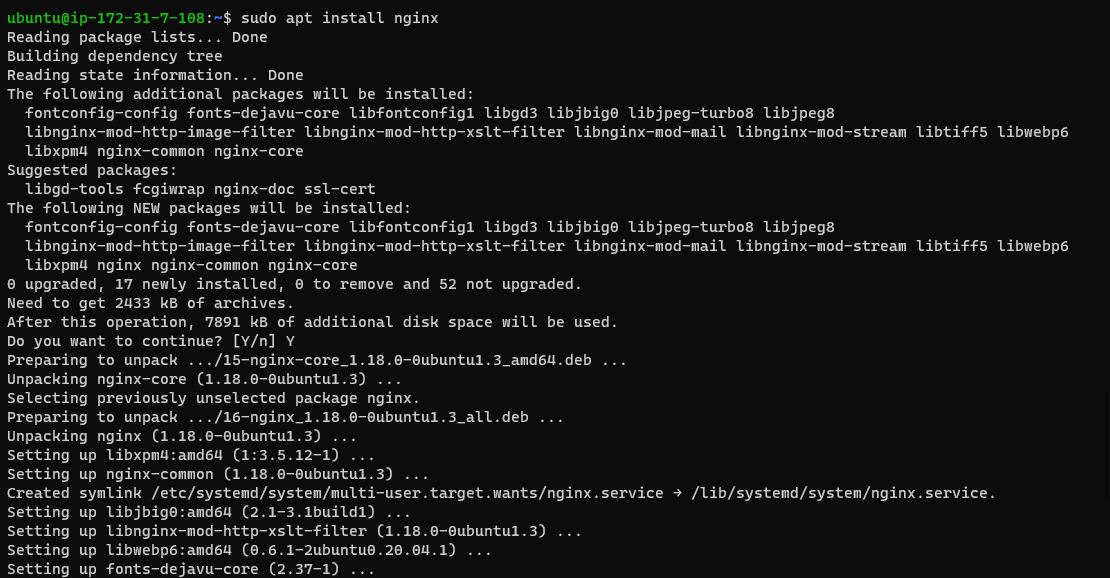 ubuntu@ip-172-31-7-108:~$ sudo apt install nginx
Reading package lists... Done
Building dependency tree
Reading state information... Done
The following additional packages will be installed:
  fontconfig-config fonts-dejavu-core libfontconfig1 libgd3 libjbig0 libjpeg-turbo8 libjpeg8
  libnginx-mod-http-image-filter libnginx-mod-http-xslt-filter libnginx-mod-mail libnginx-mod-stream libtiff5 libwebp6
  libxpm4 nginx-common nginx-core
Suggested packages:
  libgd-tools fcgiwrap nginx-doc ssl-cert
The following NEW packages will be installed:
  fontconfig-config fonts-dejavu-core libfontconfig1 libgd3 libjbig0 libjpeg-turbo8 libjpeg8
  libnginx-mod-http-image-filter libnginx-mod-http-xslt-filter libnginx-mod-mail libnginx-mod-stream libtiff5 libwebp6
  libxpm4 nginx nginx-common nginx-core
0 upgraded, 17 newly installed, 0 to remove and 52 not upgraded.
Need to get 2433 kB of archives.
After this operation, 7891 kB of additional disk space will be used.
Do you want to continue? [Y/n] Y
Preparing to unpack .../15-nginx-core_1.18.0-0ubuntu1.3_amd64.deb ...
Unpacking nginx-core (1.18.0-0ubuntu1.3) ...
Selecting previously unselected package nginx.
Preparing to unpack .../16-nginx_1.18.0-0ubuntu1.3_all.deb ...
Unpacking nginx (1.18.0-0ubuntu1.3) ...
Setting up libxpm4:amd64 (1:3.5.12-1) ...
Setting up nginx-common (1.18.0-0ubuntu1.3) ...
Created symlink /etc/systemd/system/multi-user.target.wants/nginx.service → /lib/systemd/system/nginx.service.
Setting up libjbig0:amd64 (2.1-3.1build1) ...
Setting up libnginx-mod-http-xslt-filter (1.18.0-0ubuntu1.3) ...
Setting up libwebp6:amd64 (0.6.1-2ubuntu0.20.04.1) ...
Setting up fonts-dejavu-core (2.37-1) ...